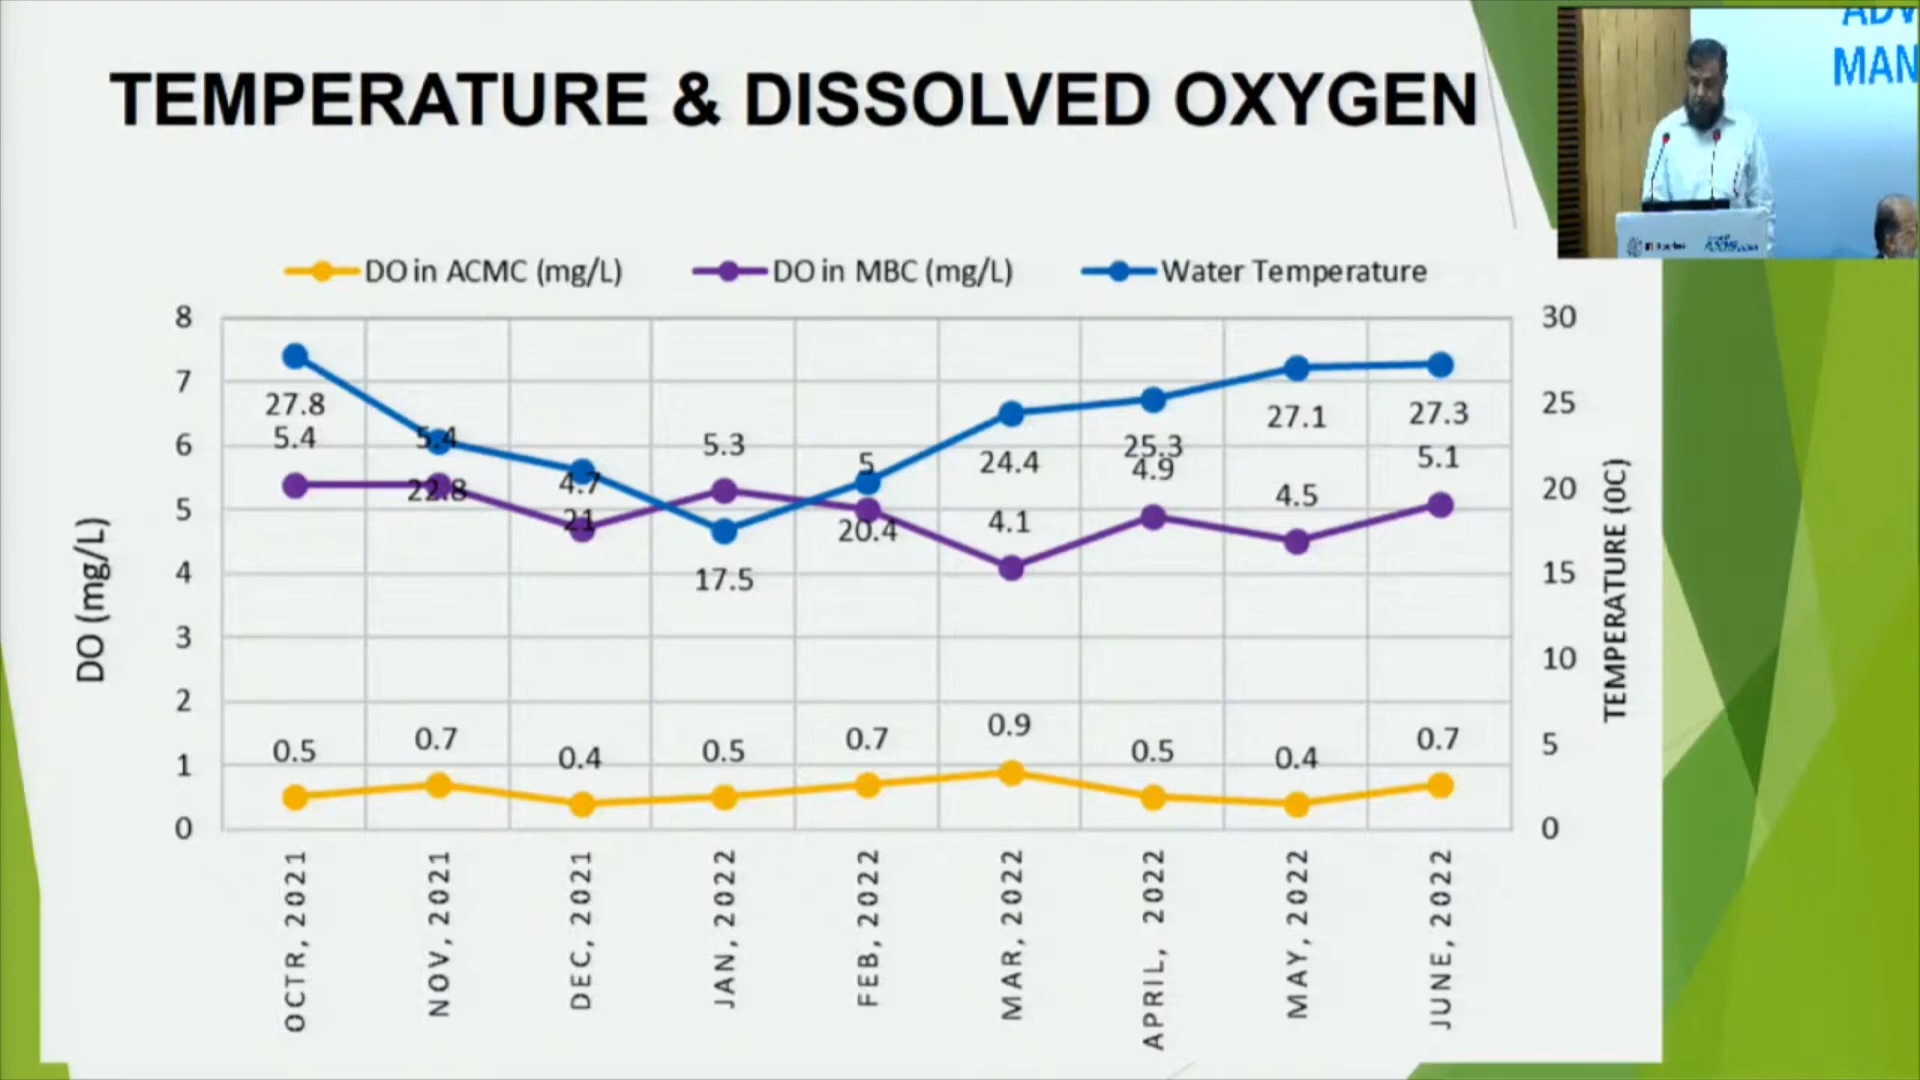 TEMPERATURE & DISSOLVED OXYGEN
ADV
MAN
DO in ACMC (mg/L) DO in MBC (mg/L) Water Temperature
8
7
6
5
4
3
2
1
0
DO (mg/L)
27.8
5.4
5.4
22.8
4.7
21
5.3
17.5
5
20.4
24.4
4.1
25.3
4.9
27.1
4.5
27.3
5.1
0.5
0.7
0.4
0.5
0.7
0.9
0.5
0.4
0.7
30
25
20
15
10
5
0
TEMPERATURE (0C)
OCTR, 2021
NOV, 2021
DEC, 2021
JAN, 2022
FEB, 2022
MAR, 2022
APRIL, 2022
MAY, 2022
JUNE, 2022